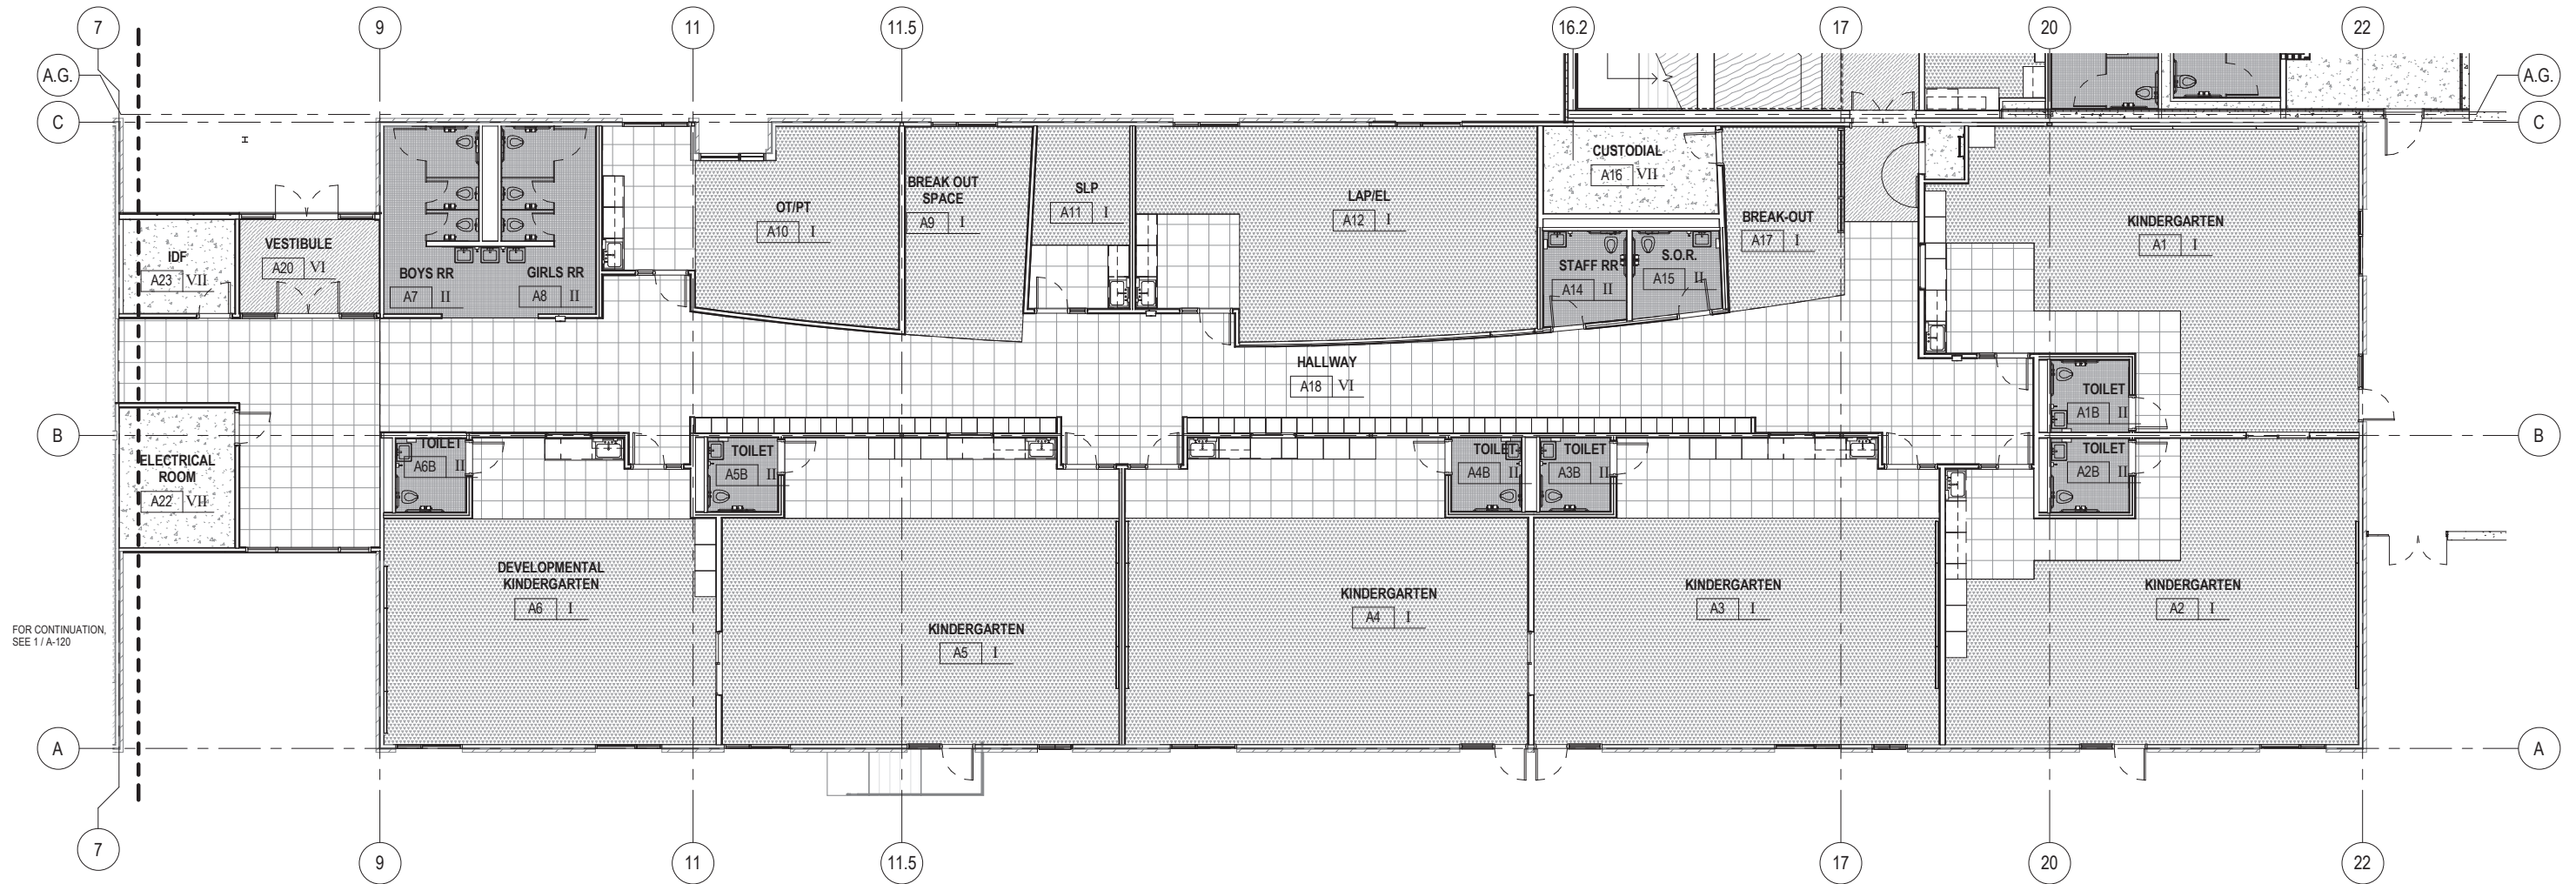 7
9
11
11.5
16.2
17
20
22
A.G.
A.G.
C
C
CUSTODIAL
A16 VII
BREAK OUT
SPACE
A9 I
SLP
A11 I
LAP/EL
A12 I
OT/PT
A10 I
BREAK-OUT
A17 I
KINDERGARTEN
A1 I
IDF
A23 VII
VESTIBULE
A20 VI
BOYS RR
A7 II
GIRLS RR
A8 II
STAFF RR
A14 II
S.O.R.
A15 II
HALLWAY
A18 VI
TOILET
A1B II
B
B
ELECTRICAL
ROOM
A22 VII
TOILET
A6B II
TOILET
A5B II
TOILET
A4B II
TOILET
A3B II
TOILET
A2B II
DEVELOPMENTAL
KINDERGARTEN
A6 I
KINDERGARTEN
A5 I
KINDERGARTEN
A4 I
KINDERGARTEN
A3 I
KINDERGARTEN
A2 I
FOR CONTINUATION,
SEE 1 / A-120
A
A
7
9
11
11.5
17
20
22